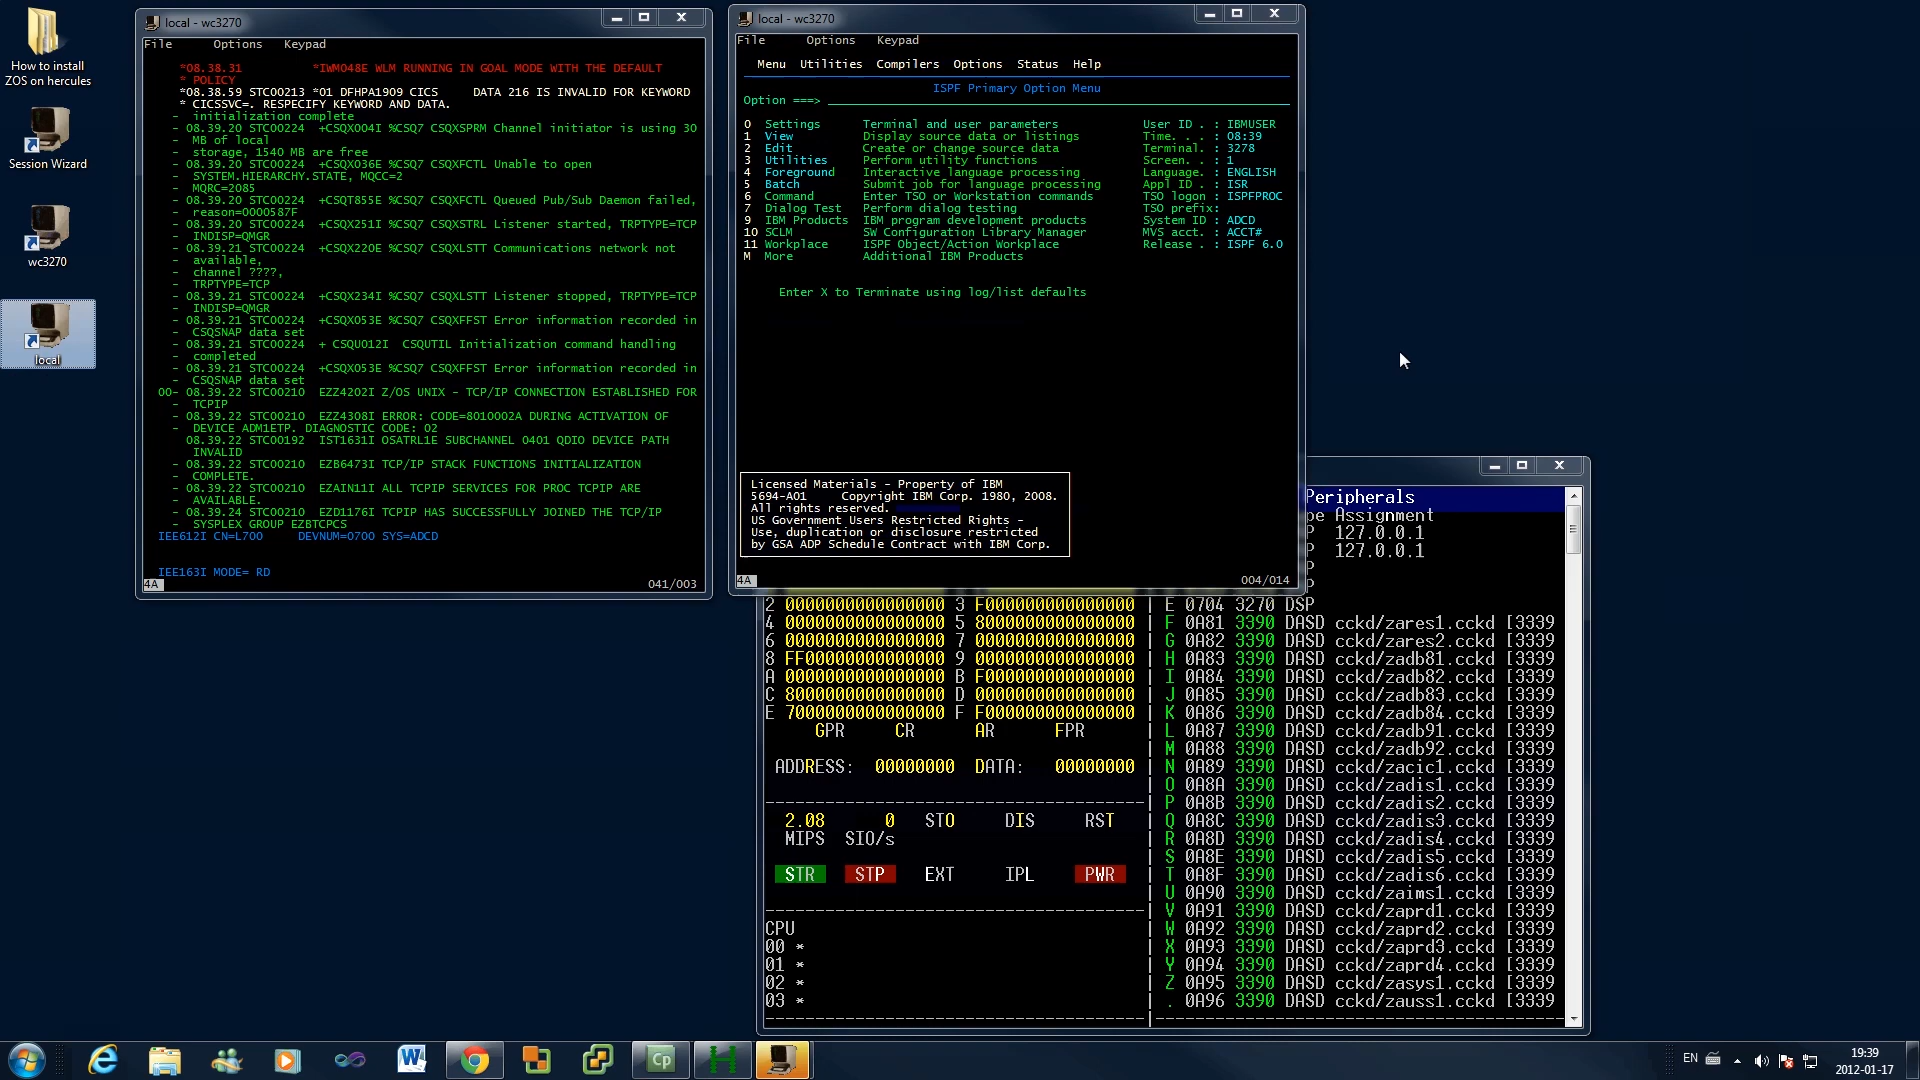 How to install
ZOS on hercules
Session Wizard
wc3270
local
local - wc3270
File Options Keypad
*08.38.31 *IWM048E WLM RUNNING IN GOAL MODE WITH THE DEFAULT
* POLICY
*08.38.59 STC00213 *01 DFHPA1909 CICS DATA 216 IS INVALID FOR KEYWORD
* CICSSVC=. RESPECIFY KEYWORD AND DATA.
- initialization complete
- 08.39.20 STC00224 +CSQX004I %CSQ7 CSQXSPRM Channel initiator is using 30
- MB of local
- storage, 1540 MB are free
- 08.39.20 STC00224 +CSQX036E %CSQ7 CSQXFCTL Unable to open
- SYSTEM.HIERARCHY.STATE, MQCC=2
- MQRC=2085
- 08.39.20 STC00224 +CSQT855E %CSQ7 CSQXFCTL Queued Pub/Sub Daemon failed,
- reason=0000587F
- 08.39.20 STC00224 +CSQX251I %CSQ7 CSQXSTRL Listener started, TRPTYPE=TCP
- INDISP=QMGR
- 08.39.21 STC00224 +CSQX220E %CSQ7 CSQXLSTT Communications network not
- available,
- channel ????,
- TRPTYPE=TCP
- 08.39.21 STC00224 +CSQX234I %CSQ7 CSQXLSTT Listener stopped, TRPTYPE=TCP
- INDISP=QMGR
- 08.39.21 STC00224 +CSQX053E %CSQ7 CSQXFFST Error information recorded in
- CSQSNAP data set
- 08.39.21 STC00224 + CSQU012I CSQUTIL Initialization command handling
- completed
- 08.39.21 STC00224 +CSQX053E %CSQ7 CSQXFFST Error information recorded in
- CSQSNAP data set
00- 08.39.22 STC00210 EZZ4202I Z/OS UNIX - TCP/IP CONNECTION ESTABLISHED FOR
- TCPIP
- 08.39.22 STC00210 EZZ4308I ERROR: CODE=8010002A DURING ACTIVATION OF
- DEVICE ADM1ETP. DIAGNOSTIC CODE: 02
08.39.22 STC00192 IST1631I OSATRL1E SUBCHANNEL 0401 QDIO DEVICE PATH
INVALID
- 08.39.22 STC00210 EZB6473I TCP/IP STACK FUNCTIONS INITIALIZATION
- COMPLETE.
- 08.39.22 STC00210 EZAIN11I ALL TCPIP SERVICES FOR PROC TCPIP ARE
- AVAILABLE.
- 08.39.24 STC00210 EZD1176I TCPIP HAS SUCCESSFULLY JOINED THE TCP/IP
- SYSPLEX GROUP EZBTCPCS
IEE612I CN=L700 DEVNUM=0700 SYS=ADCD
IEE163I MODE= RD
4A 041/003
local - wc3270
File Options Keypad
Menu Utilities Compilers Options Status Help
ISPF Primary Option Menu
Option ===>
0 Settings Terminal and user parameters User ID . : IBMUSER
1 View Display source data or listings Time. . . : 08:39
2 Edit Create or change source data Terminal. : 3278
3 Utilities Perform utility functions Screen. . : 1
4 Foreground Interactive language processing Language. : ENGLISH
5 Batch Submit job for language processing Appl ID . : ISR
6 Command Enter TSO or Workstation commands TSO logon : ISPFPROC
7 Dialog Test Perform dialog testing TSO prefix:
9 IBM Products IBM program development products System ID : ADCD
10 SCLM SW Configuration Library Manager MVS acct. : ACCT#
11 Workplace ISPF Object/Action Workplace Release . : ISPF 6.0
M More Additional IBM Products
Enter X to Terminate using log/list defaults
Licensed Materials - Property of IBM
5694-A01 Copyright IBM Corp. 1980, 2008.
All rights reserved.
US Government Users Restricted Rights -
Use, duplication or disclosure restricted
by GSA ADP Schedule Contract with IBM Corp.
4A 004/014
Peripherals
pe Assignment
P 127.0.0.1
P 127.0.0.1
P
P
2 0000000000000000 3 F000000000000000 | E 0704 3270 DSP
4 0000000000000000 5 8000000000000000 | F 0A81 3390 DASD cckd/zares1.cckd [3339
6 0000000000000000 7 0000000000000000 | G 0A82 3390 DASD cckd/zares2.cckd [3339
8 FF00000000000000 9 0000000000000000 | H 0A83 3390 DASD cckd/zadb81.cckd [3339
A 0000000000000000 B F000000000000000 | I 0A84 3390 DASD cckd/zadb82.cckd [3339
C 8000000000000000 D 0000000000000000 | J 0A85 3390 DASD cckd/zadb83.cckd [3339
E 7000000000000000 F F000000000000000 | K 0A86 3390 DASD cckd/zadb84.cckd [3339
GPR CR AR FPR | L 0A87 3390 DASD cckd/zadb91.cckd [3339
| M 0A88 3390 DASD cckd/zadb92.cckd [3339
ADDRESS: 00000000 DATA: 00000000 | N 0A89 3390 DASD cckd/zacic1.cckd [3339
| O 0A8A 3390 DASD cckd/zadis1.cckd [3339
| P 0A8B 3390 DASD cckd/zadis2.cckd [3339
2.08 0 STO DIS RST | Q 0A8C 3390 DASD cckd/zadis3.cckd [3339
MIPS SIO/s | R 0A8D 3390 DASD cckd/zadis4.cckd [3339
| S 0A8E 3390 DASD cckd/zadis5.cckd [3339
STR STP EXT IPL PWR | T 0A8F 3390 DASD cckd/zadis6.cckd [3339
| U 0A90 3390 DASD cckd/zaims1.cckd [3339
| V 0A91 3390 DASD cckd/zaprd1.cckd [3339
CPU | W 0A92 3390 DASD cckd/zaprd2.cckd [3339
00 * | X 0A93 3390 DASD cckd/zaprd3.cckd [3339
01 * | Y 0A94 3390 DASD cckd/zaprd4.cckd [3339
02 * | Z 0A95 3390 DASD cckd/zasys1.cckd [3339
03 * | . 0A96 3390 DASD cckd/zauss1.cckd [3339
Cp
EN
19:39
2012-01-17